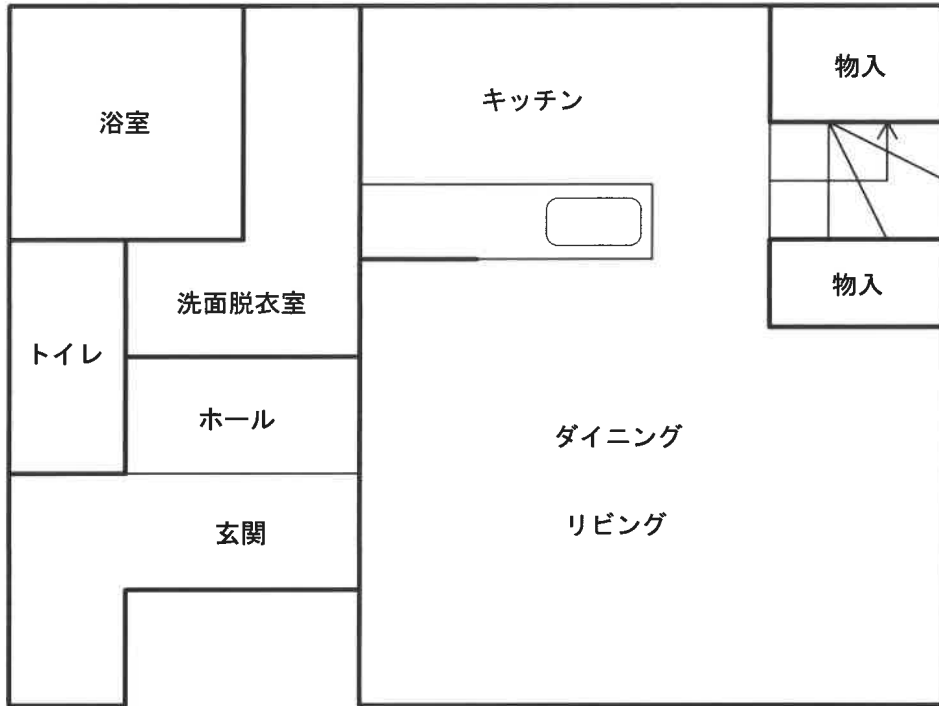 物入
キッチン
浴室
物入
洗面脱衣室
トイレ
ホール
ダイニング
リビング
玄関